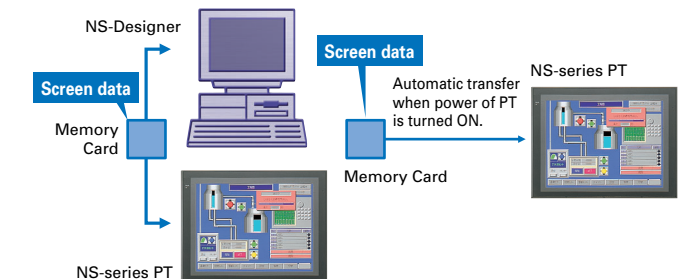 NS-Designer
Screen data
Memory
Card
NS-series PT
Screen data
Automatic transfer
when power of PT
is turned ON.
Memory Card
NS-series PT